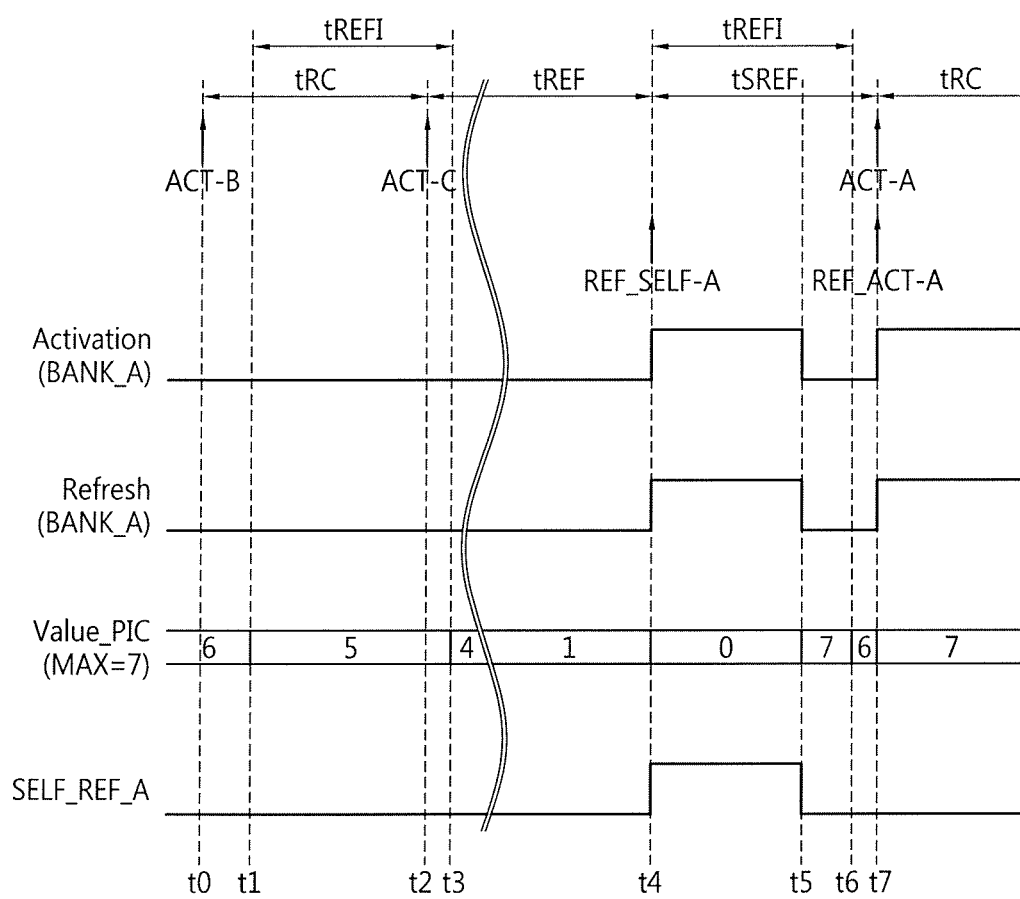 tREFI tREFI
tRC tREF tSREF tRC
ACT-B ACT-C ACT-A
REF_SELF-A REF_ACT-A
Activation
(BANK_A)
Refresh
(BANK_A)
Value_PIC
(MAX=7)
6 5 4 1 0 7 6 7
SELF_REF_A
t0 t1 t2 t3 t4 t5 t6 t7